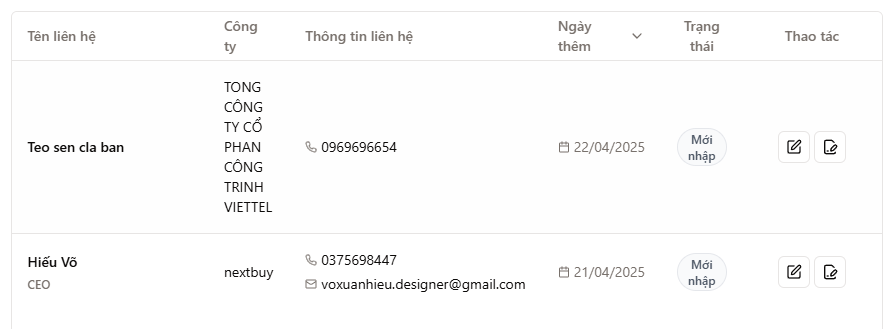 Tên liên hệ
Công
ty
Thông tin liên hệ
Ngày
thêm
Trạng
thái
Thao tác
Teo sen cla ban
TONG
CÔNG
TY CỔ
PHAN
CÔNG
TRINH
VIETTEL
0969696654
22/04/2025
Mới
nhập
Hiếu Võ
CEO
nextbuy
0375698447
voxuanhieu.designer@gmail.com
21/04/2025
Mới
nhập